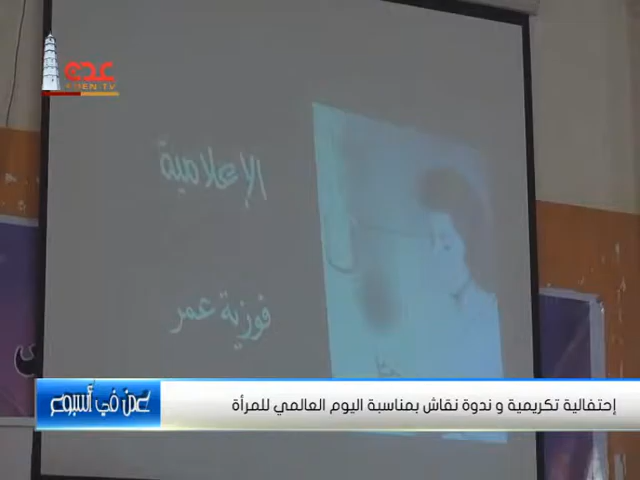 عدن
ADEN TV
الإعلامية
فوزية عمر
عدن في أسبوع
إحتفالية تكريمية و ندوة نقاش بمناسبة اليوم العالمي للمرأة